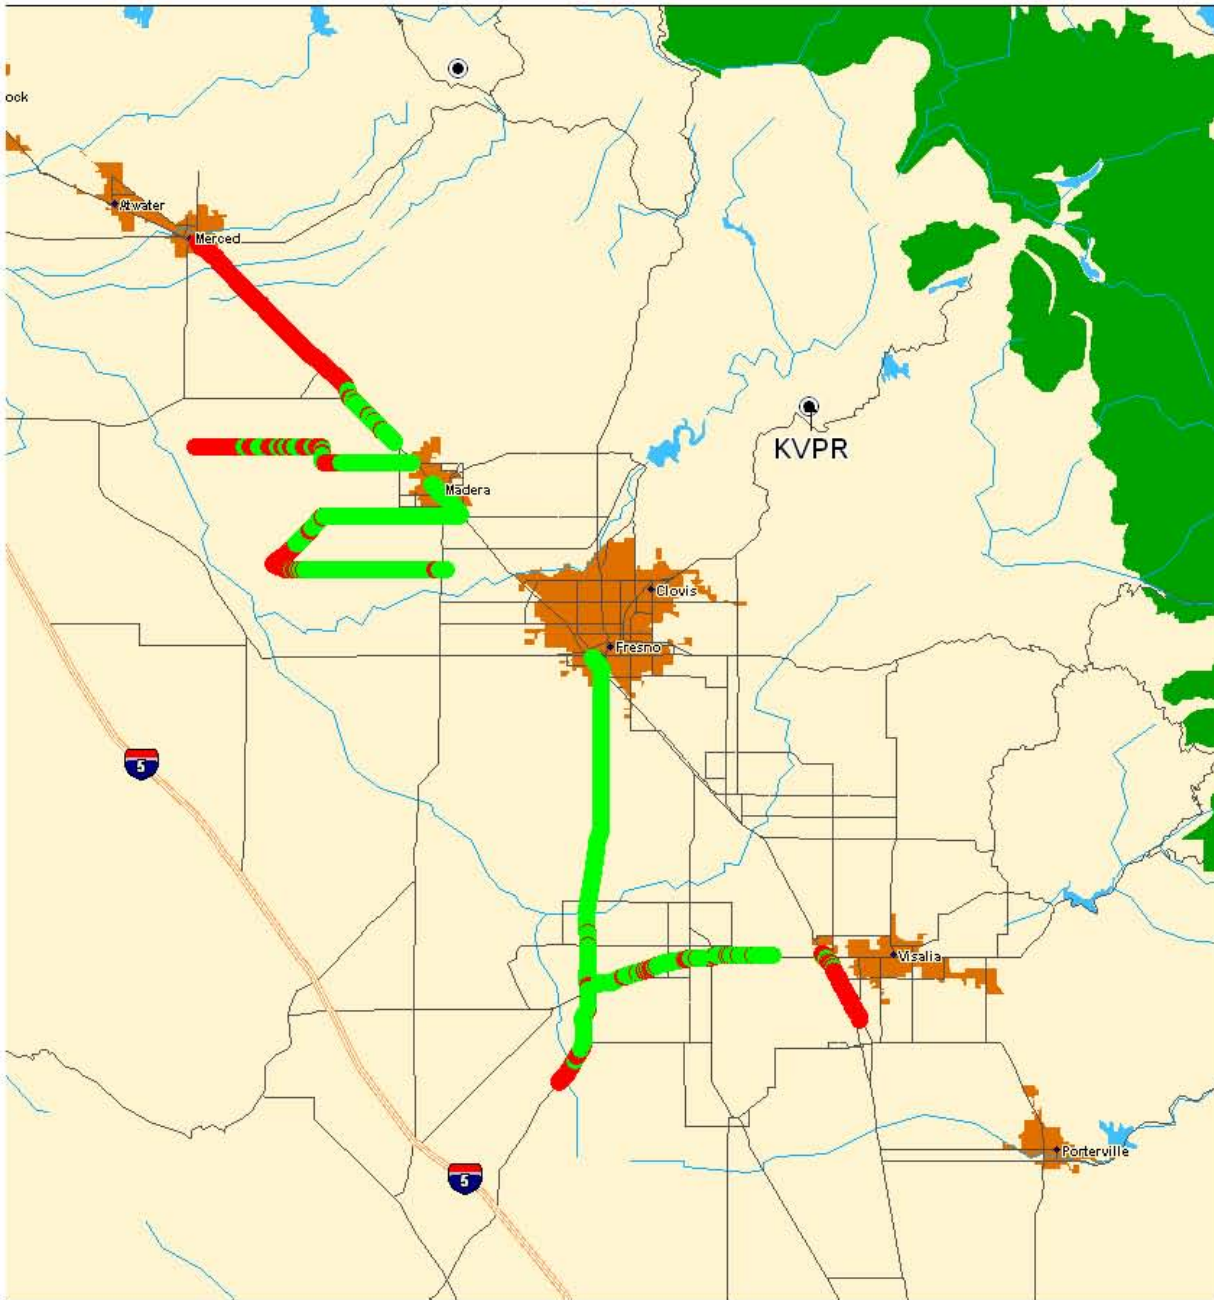 ock
Atwater
Merced
KVPR
Madera
Clovis
Fresno
5
Visalia
Porterville
5